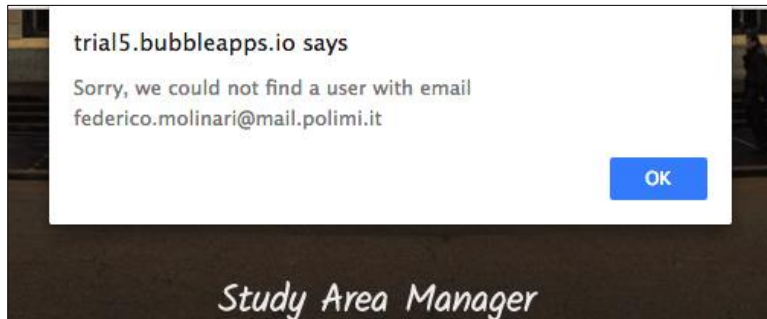 trial5.bubbleapps.io says
Sorry, we could not find a user with email
federico.molinari@mail.polimi.it
OK
Study Area Manager